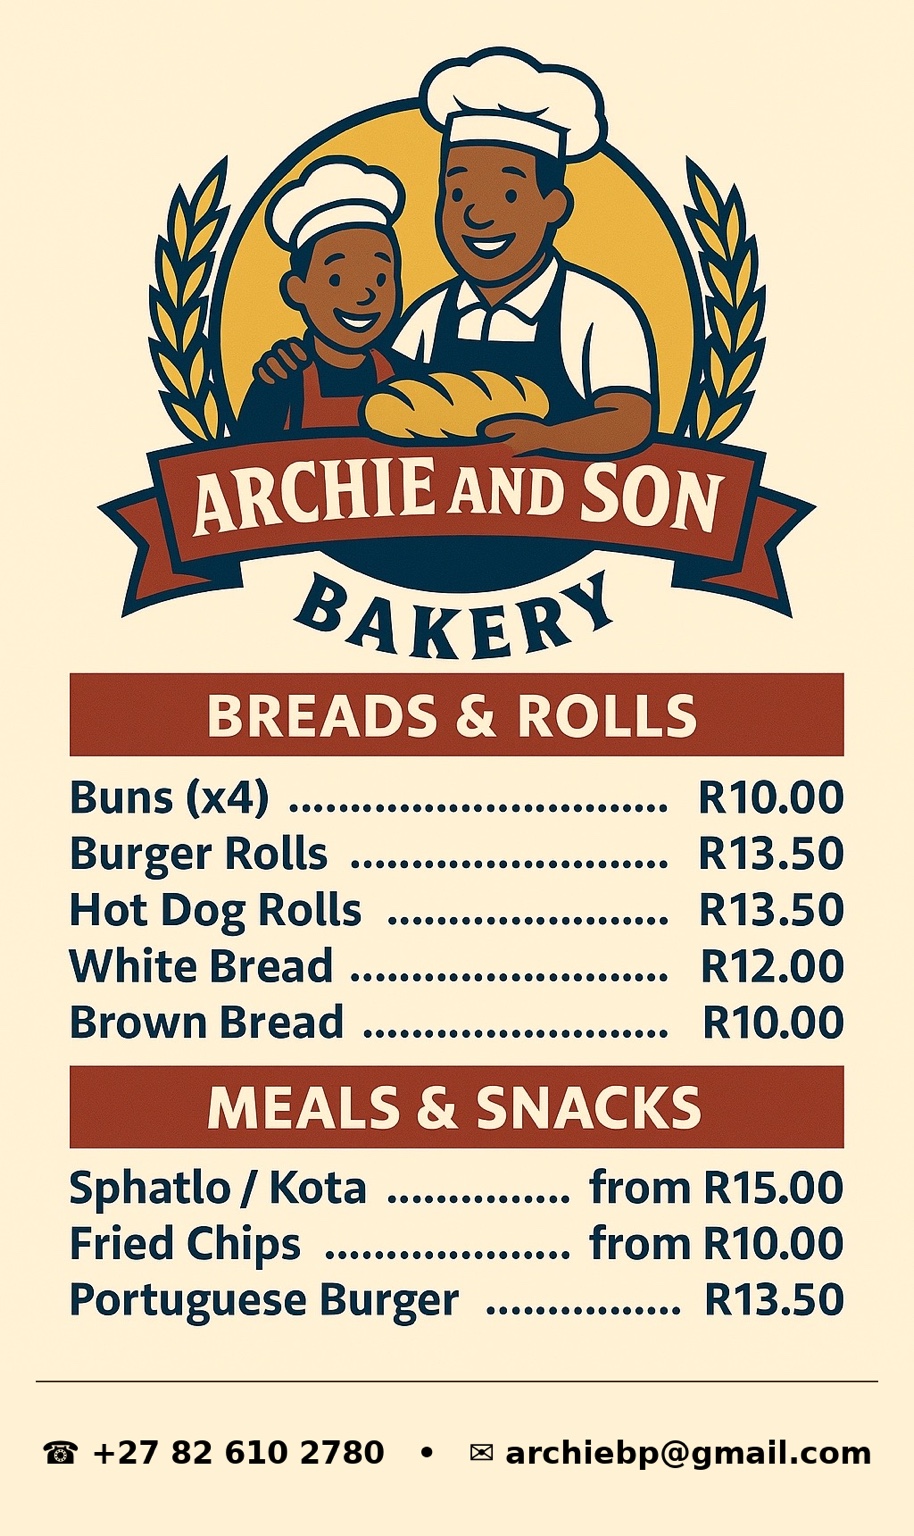 ARCHIE AND SON
BAKERY
BREADS & ROLLS
Buns (x4) .............................. R10.00
Burger Rolls ......................... R13.50
Hot Dog Rolls ...................... R13.50
White Bread ......................... R12.00
Brown Bread ........................ R10.00
MEALS & SNACKS
Sphatlo / Kota ............... from R15.00
Fried Chips .................... from R10.00
Portuguese Burger ................ R13.50
☎ +27 82 610 2780 • ✉ archiebp@gmail.com